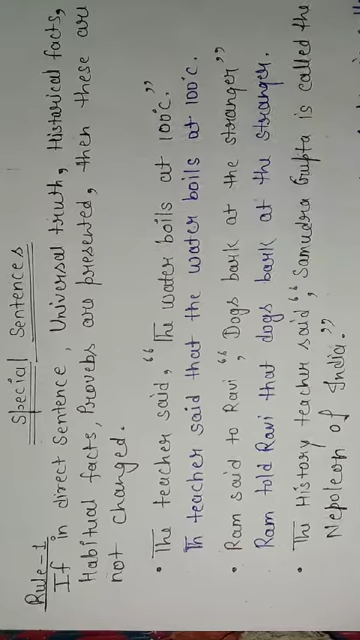 Special Sentences
Rule-1
If in direct Sentence, Universal truth, Historical facts,
Habitual facts, Proverbs are presented, then these are
not changed.
• The teacher said, "The water boils at 100°c."
Th teacher said that the water boils at 100°c.
• Ram said to Ravi "Dogs bark at the stranger"
Ram told Ravi that dogs bark at the stranger.
• The History teacher said "Samudra Gupta is called the
Nepoleon of India."